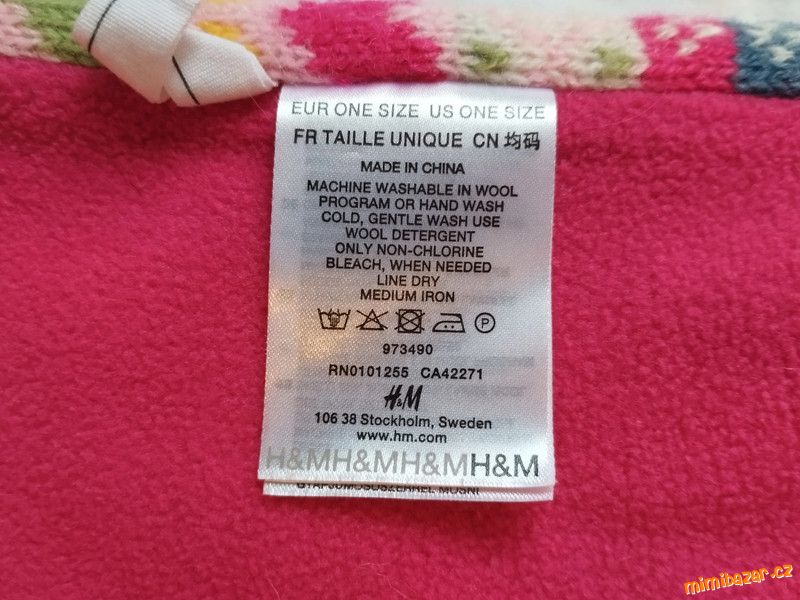 EUR ONE SIZE US ONE SIZE
FR TAILLE UNIQUE CN 均码
MADE IN CHINA
MACHINE WASHABLE IN WOOL
PROGRAM OR HAND WASH
COLD, GENTLE WASH USE
WOOL DETERGENT
ONLY NON-CHLORINE
BLEACH, WHEN NEEDED
LINE DRY
MEDIUM IRON
P
973490
RN0101255 CA42271
H&M
106 38 Stockholm, Sweden
www.hm.com
H&MH&MH&MH&M
mimibazar.cz